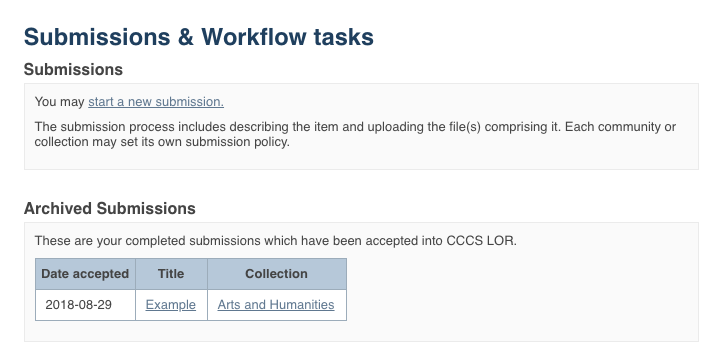 Submissions & Workflow tasks
Submissions
You may start a new submission.
The submission process includes describing the item and uploading the file(s) comprising it. Each community or
collection may set its own submission policy.
Archived Submissions
These are your completed submissions which have been accepted into CCCS LOR.
Date accepted Title Collection
2018-08-29 Example Arts and Humanities